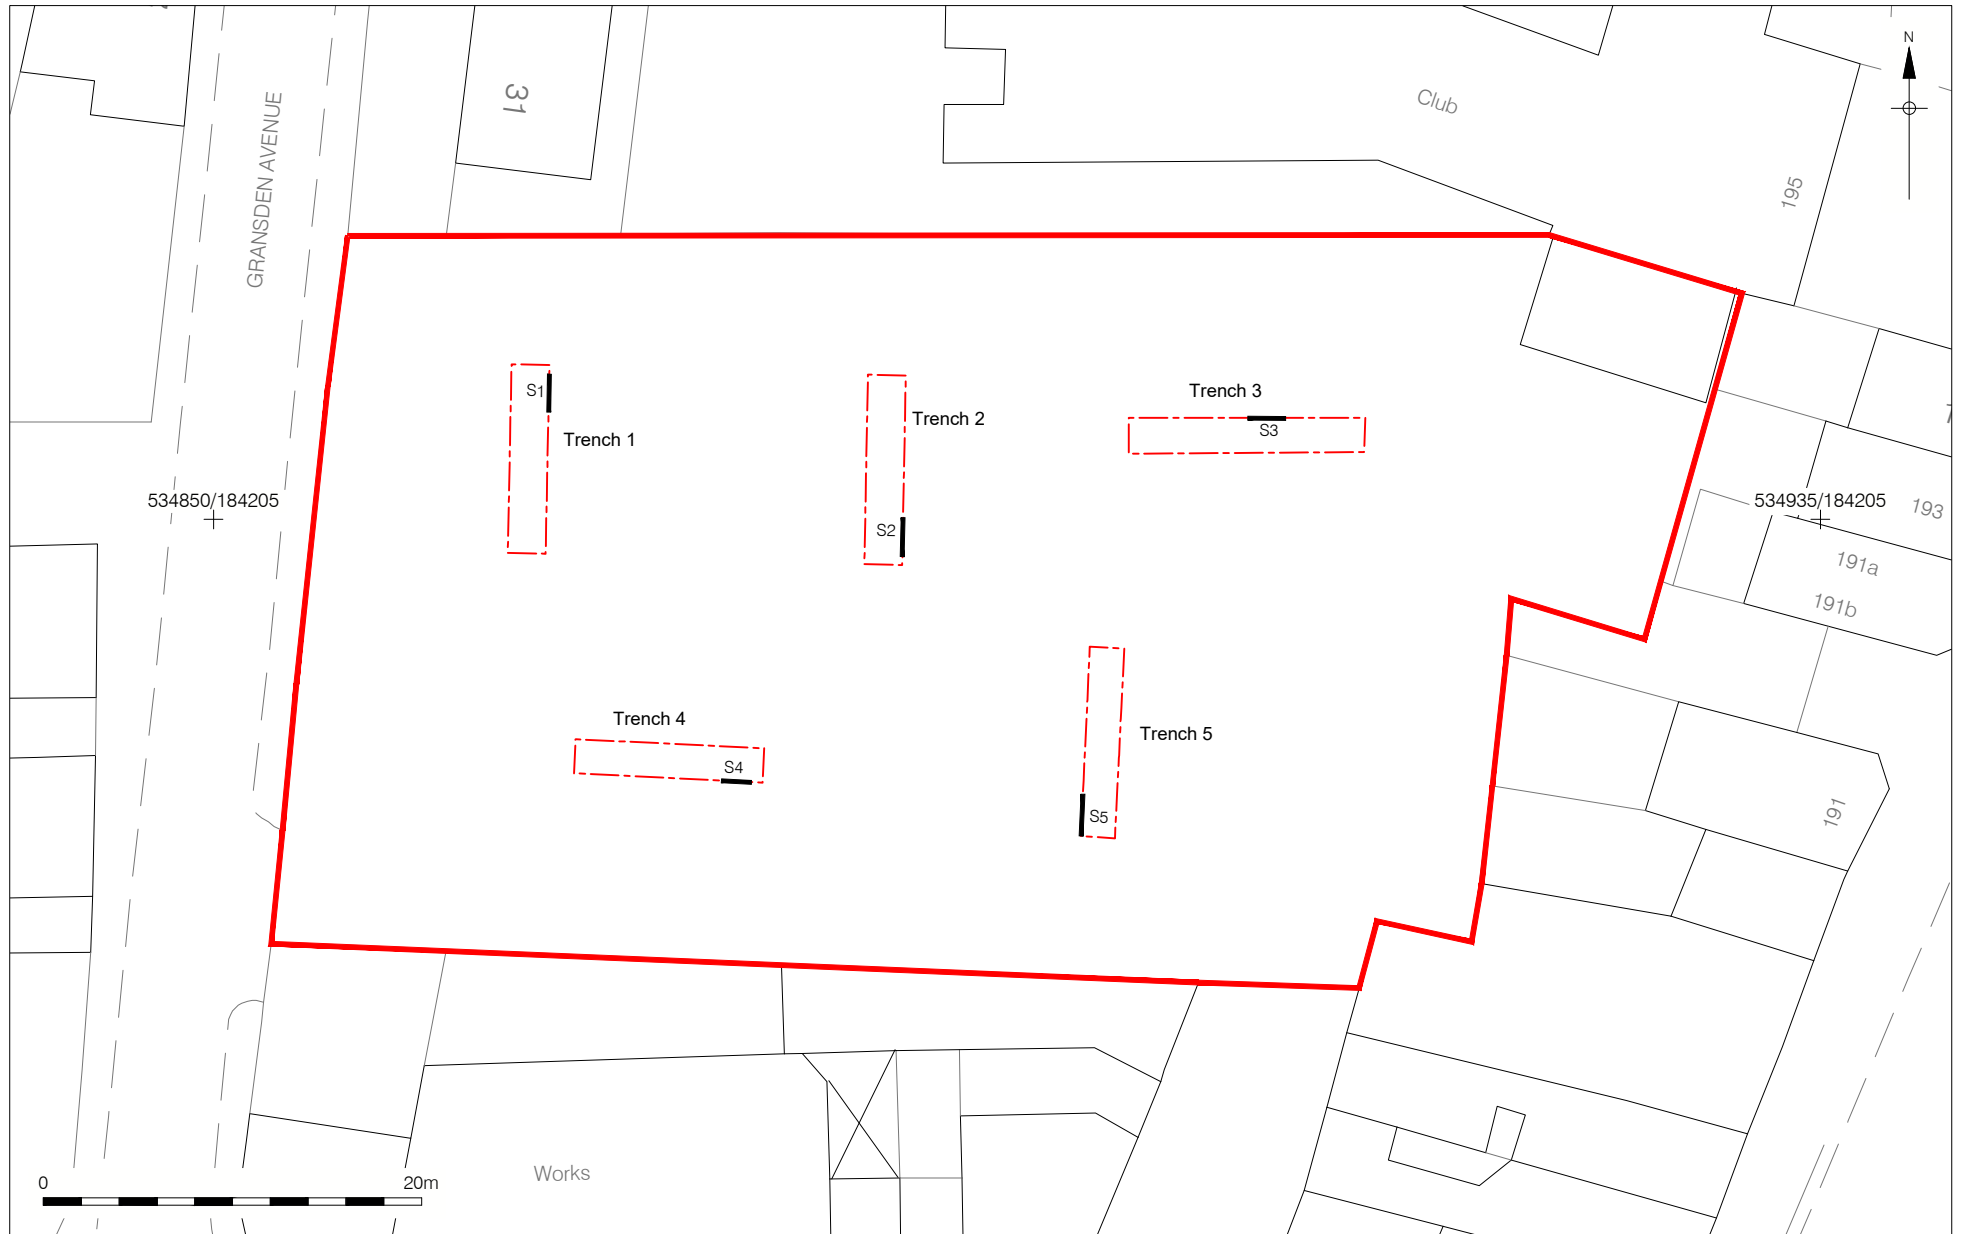 N
31
Club
GRANSDEN AVENUE
195
S1
Trench 1
Trench 2
Trench 3
S3
534850/184205
534935/184205
193
S2
191a
191b
Trench 4
Trench 5
S4
S5
191
Works
0 20m